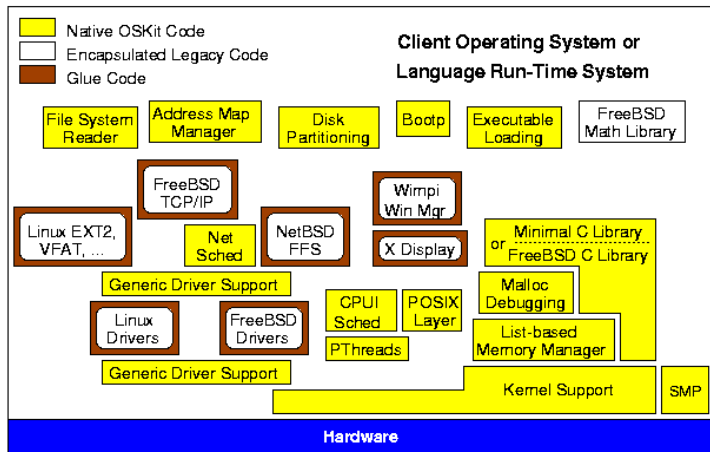 Native OSKit Code
Encapsulated Legacy Code
Glue Code
Client Operating System or
Language Run-Time System
File System
Reader
Address Map
Manager
Disk
Partitioning
Bootp
Executable
Loading
FreeBSD
Math Library
FreeBSD
TCP/IP
Wimpi
Win Mgr
Linux EXT2,
VFAT, ...
Net
Sched
NetBSD
FFS
X Display
or
Minimal C Library
FreeBSD C Library
Generic Driver Support
Malloc
Debugging
CPUI
Sched
POSIX
Layer
Linux
Drivers
FreeBSD
Drivers
List-based
Memory Manager
PThreads
Generic Driver Support
Kernel Support
SMP
Hardware